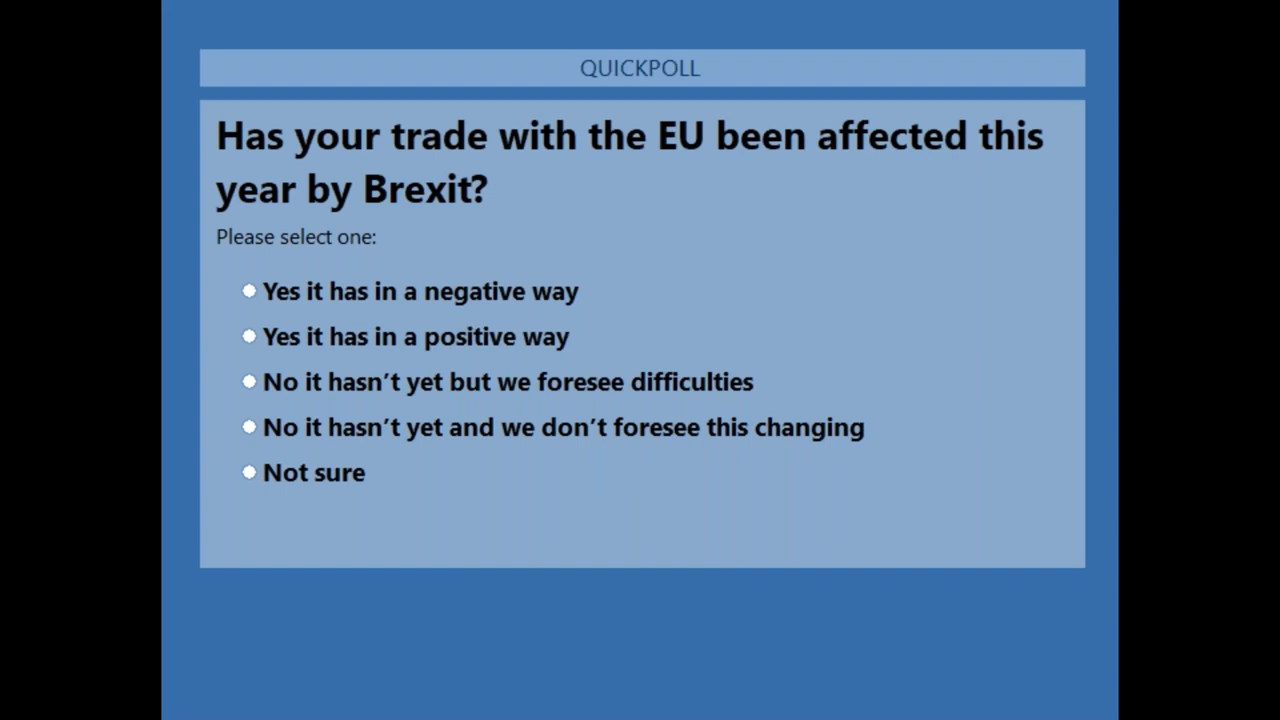 QUICKPOLL
Has your trade with the EU been affected this
year by Brexit?
Please select one:
Yes it has in a negative way
Yes it has in a positive way
No it hasn’t yet but we foresee difficulties
No it hasn’t yet and we don’t foresee this changing
Not sure